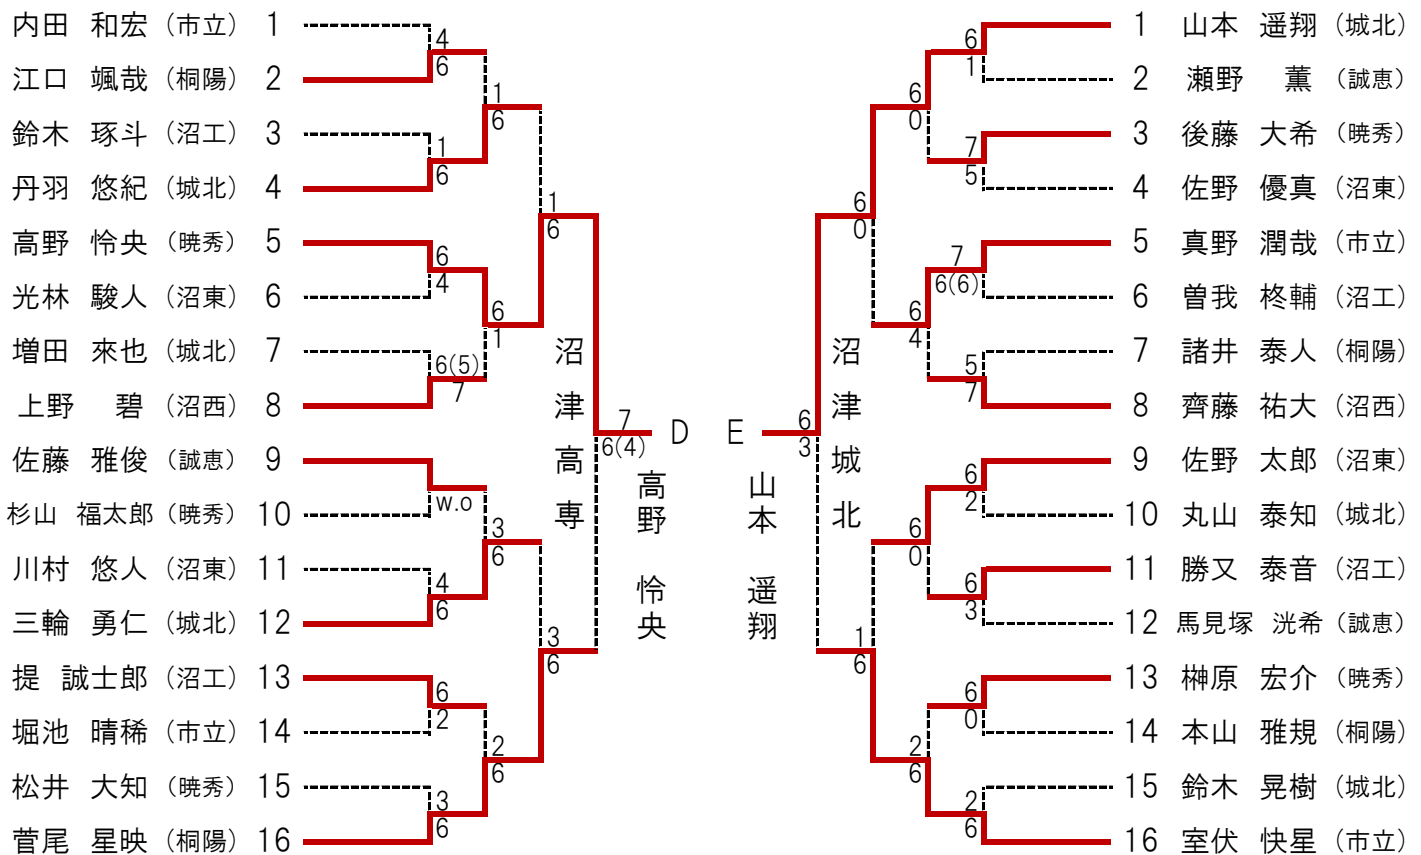 内田 和宏 (市立) 1
江口 颯哉 (桐陽) 2
鈴木 琢斗 (沼工) 3
丹羽 悠紀 (城北) 4
高野 怜央 (暁秀) 5
光林 駿人 (沼東) 6
増田 來也 (城北) 7
上野 碧 (沼西) 8
佐藤 雅俊 (誠恵) 9
杉山 福太郎 (暁秀) 10
川村 悠人 (沼東) 11
三輪 勇仁 (城北) 12
提 誠士郎 (沼工) 13
堀池 晴稀 (市立) 14
松井 大知 (暁秀) 15
菅尾 星映 (桐陽) 16
4
6
1
6
6
4
6(5)
7
w.o
4
6
6
2
3
6
1
6
6
1
3
6
2
6
1
6
3
6
7
6(4)
沼津高専
D
高野 怜央
E
山本 遥翔
沼津城北
6
3
6
0
1
6
6
0
6
4
6
0
2
6
6
1
7
5
7
6(6)
5
7
6
2
6
3
6
0
2
6
1 山本 遥翔 (城北)
2 瀬野 薫 (誠恵)
3 後藤 大希 (暁秀)
4 佐野 優真 (沼東)
5 真野 潤哉 (市立)
6 曽我 柊輔 (沼工)
7 諸井 泰人 (桐陽)
8 齊藤 祐大 (沼西)
9 佐野 太郎 (沼東)
10 丸山 泰知 (城北)
11 勝又 泰音 (沼工)
12 馬見塚 洸希 (誠恵)
13 榊原 宏介 (暁秀)
14 本山 雅規 (桐陽)
15 鈴木 晃樹 (城北)
16 室伏 快星 (市立)